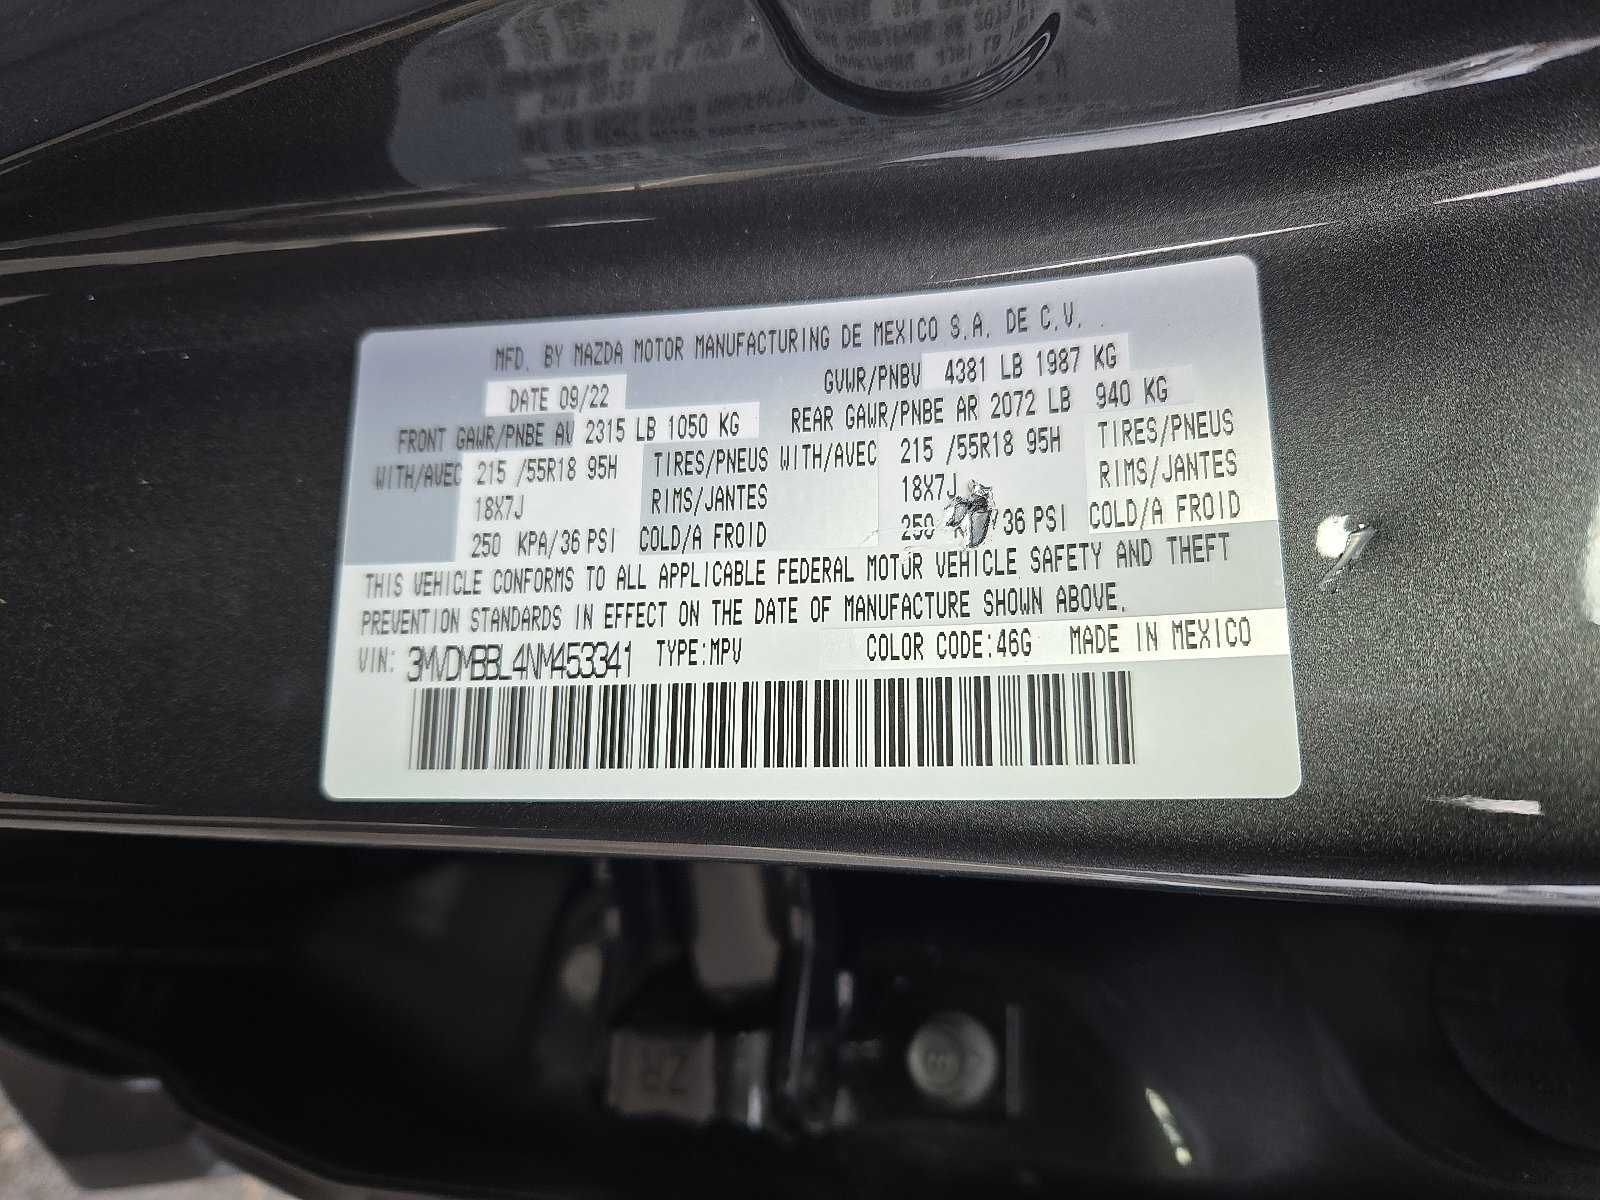 MFD. BY MAZDA MOTOR MANUFACTURING DE MEXICO S.A. DE C.V.
DATE 09/22 GVWR/PNBV 4381 LB 1987 KG
FRONT GAWR/PNBE AV 2315 LB 1050 KG REAR GAWR/PNBE AR 2072 LB 940 KG
WITH/AVEC 215 /55R18 95H TIRES/PNEUS WITH/AVEC 215 /55R18 95H TIRES/PNEUS
18X7J RIMS/JANTES 18X7J RIMS/JANTES
250 KPA/36 PSI COLD/A FROID 250 /36 PSI COLD/A FROID
THIS VEHICLE CONFORMS TO ALL APPLICABLE FEDERAL MOTOR VEHICLE SAFETY AND THEFT
PREVENTION STANDARDS IN EFFECT ON THE DATE OF MANUFACTURE SHOWN ABOVE.
VIN: 3MVDMBBL4NM453341 TYPE:MPV COLOR CODE:46G MADE IN MEXICO